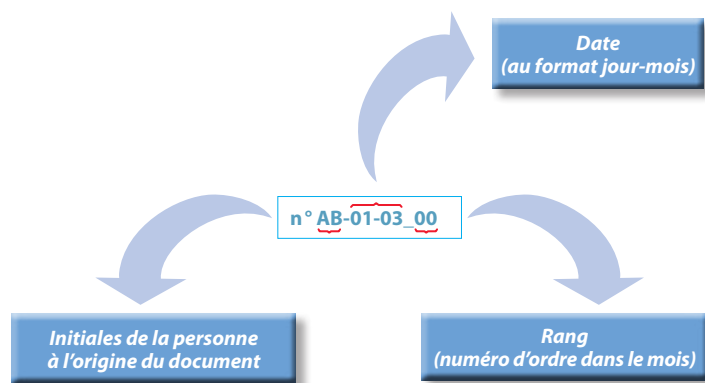 Date
(au format jour-mois)
n° AB-01-03_00
Initiales de la personne
à l'origine du document
Rang
(numéro d'ordre dans le mois)